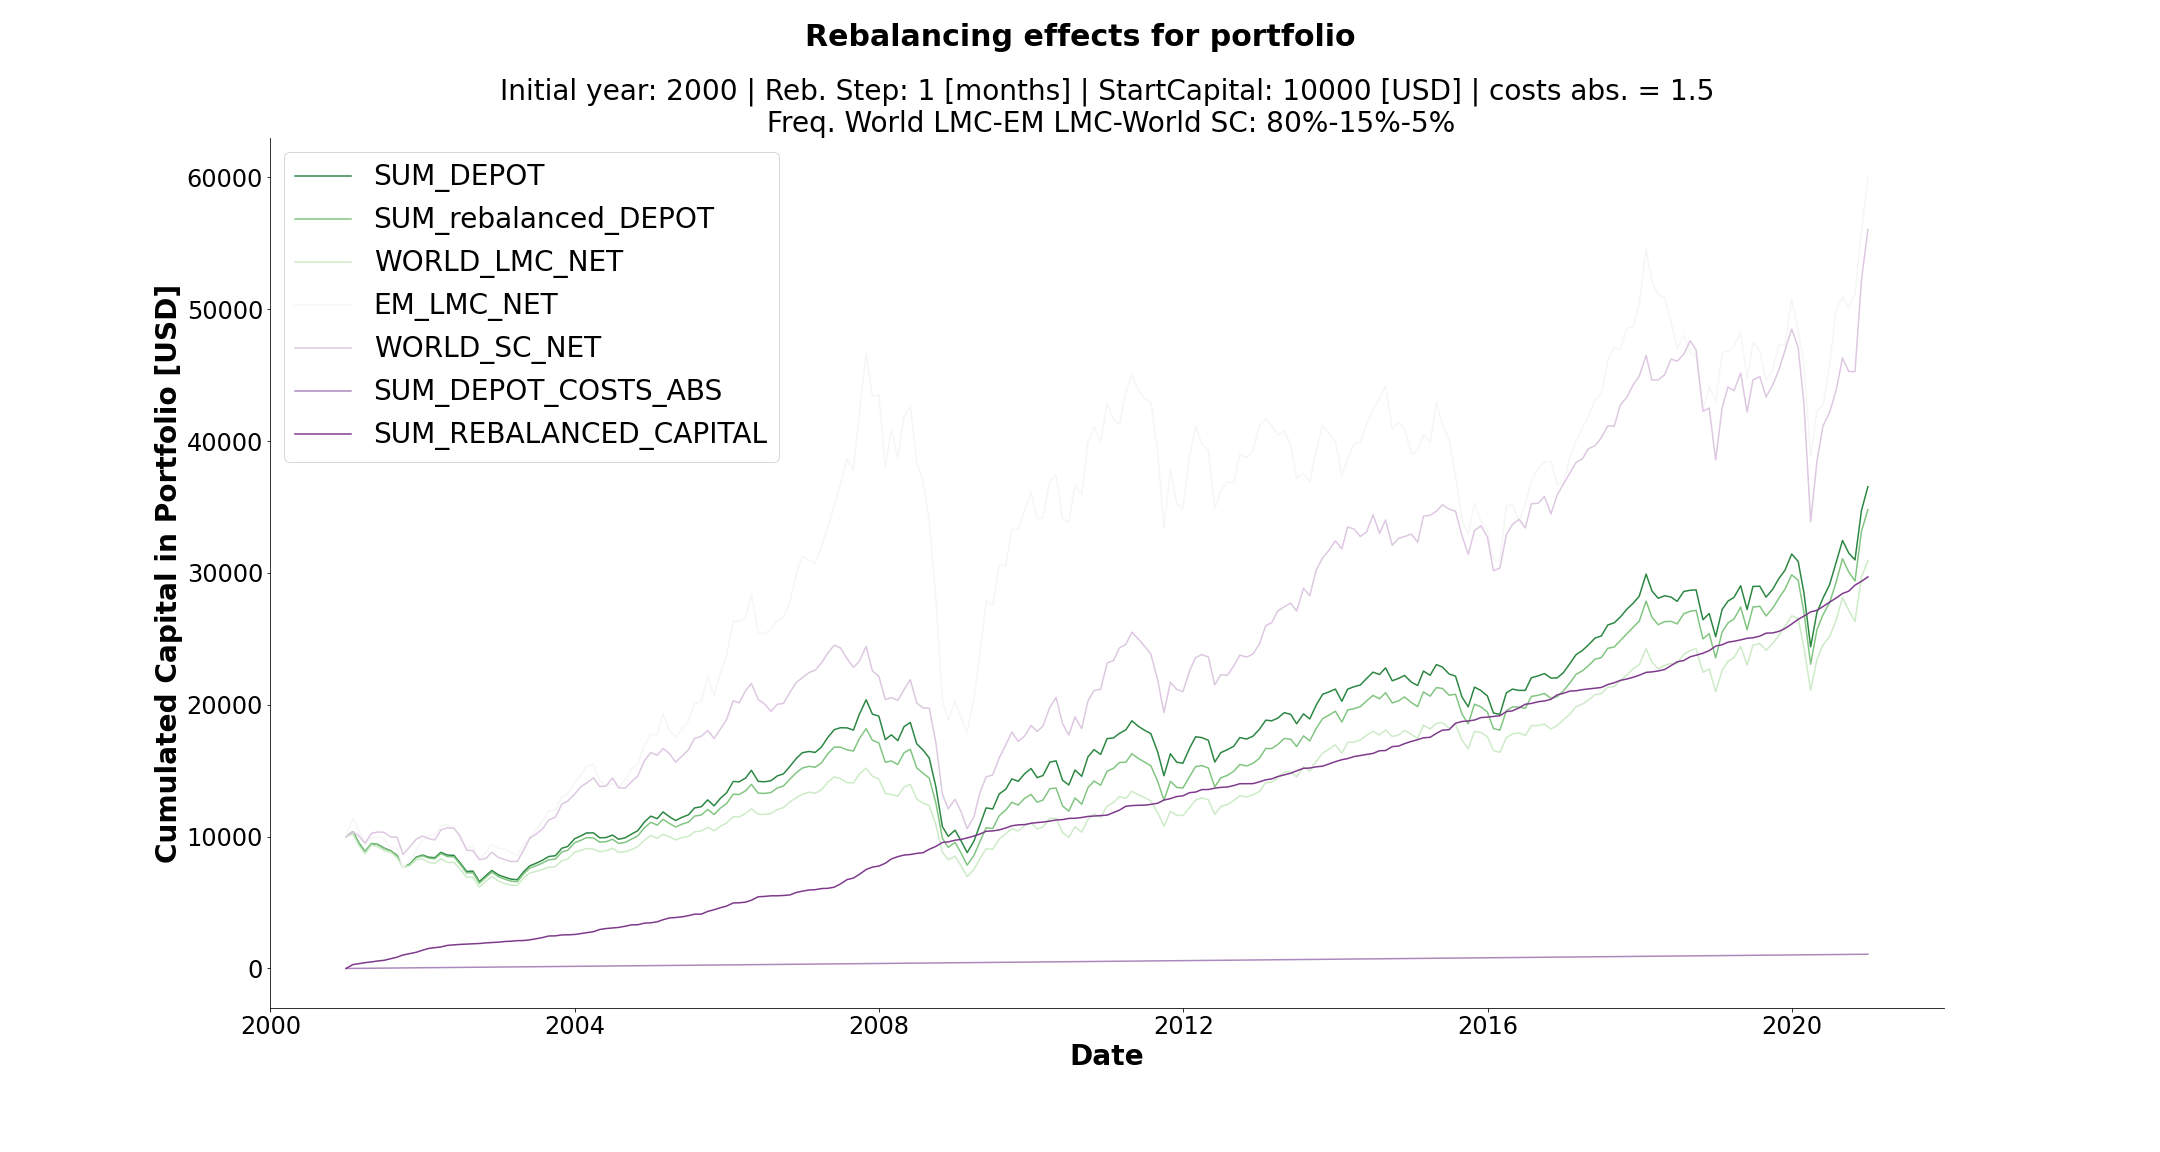 Rebalancing effects for portfolio
Initial year: 2000 | Reb. Step: 1 [months] | StartCapital: 10000 [USD] | costs abs. = 1.5
Freq. World LMC-EM LMC-World SC: 80%-15%-5%
SUM_DEPOT
SUM_rebalanced_DEPOT
WORLD_LMC_NET
EM_LMC_NET
WORLD_SC_NET
SUM_DEPOT_COSTS_ABS
SUM_REBALANCED_CAPITAL
Cumulated Capital in Portfolio [USD]
60000
50000
40000
30000
20000
10000
0
2000 2004 2008 2012 2016 2020
Date